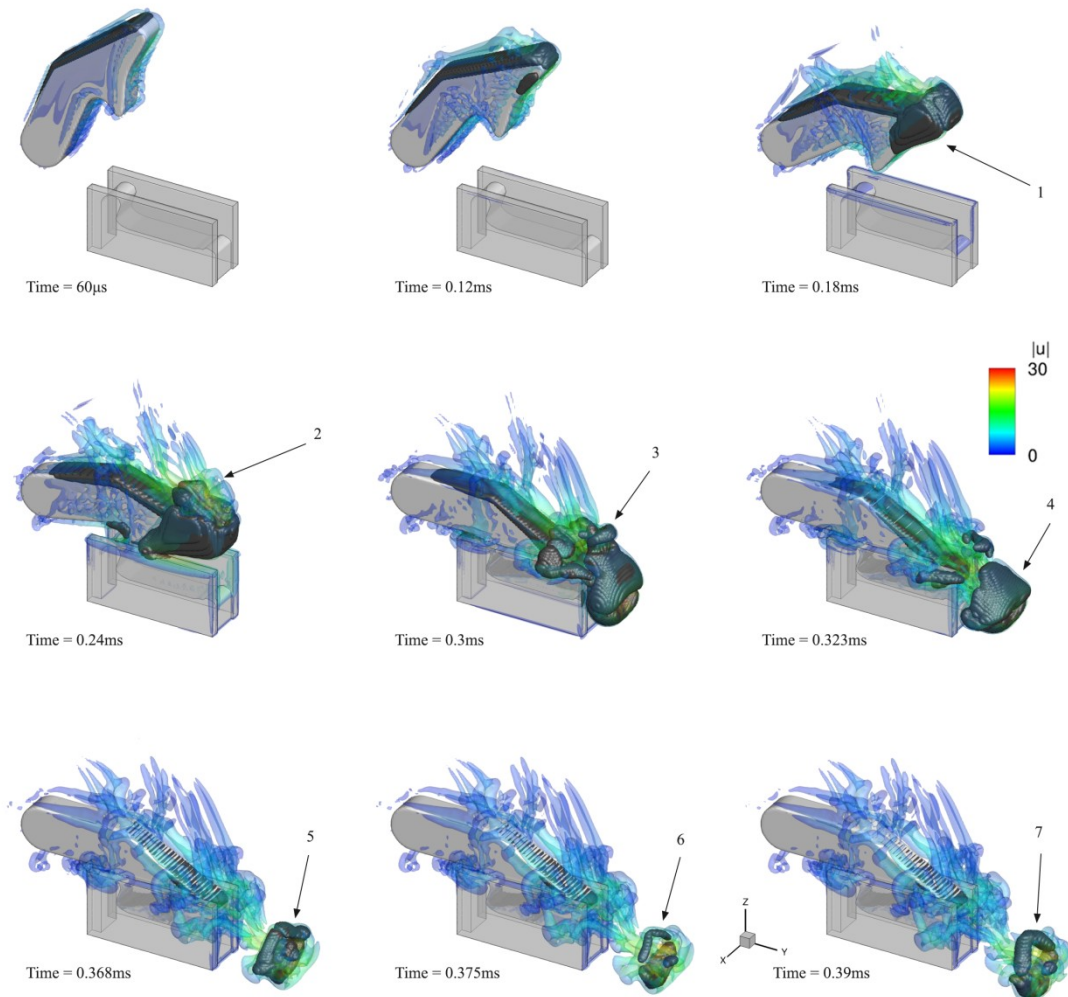 Time = 60μs
Time = 0.12ms
1
Time = 0.18ms
|u|
30
0
2
Time = 0.24ms
3
Time = 0.3ms
4
Time = 0.323ms
5
Time = 0.368ms
6
Time = 0.375ms
Z
X
Y
7
Time = 0.39ms